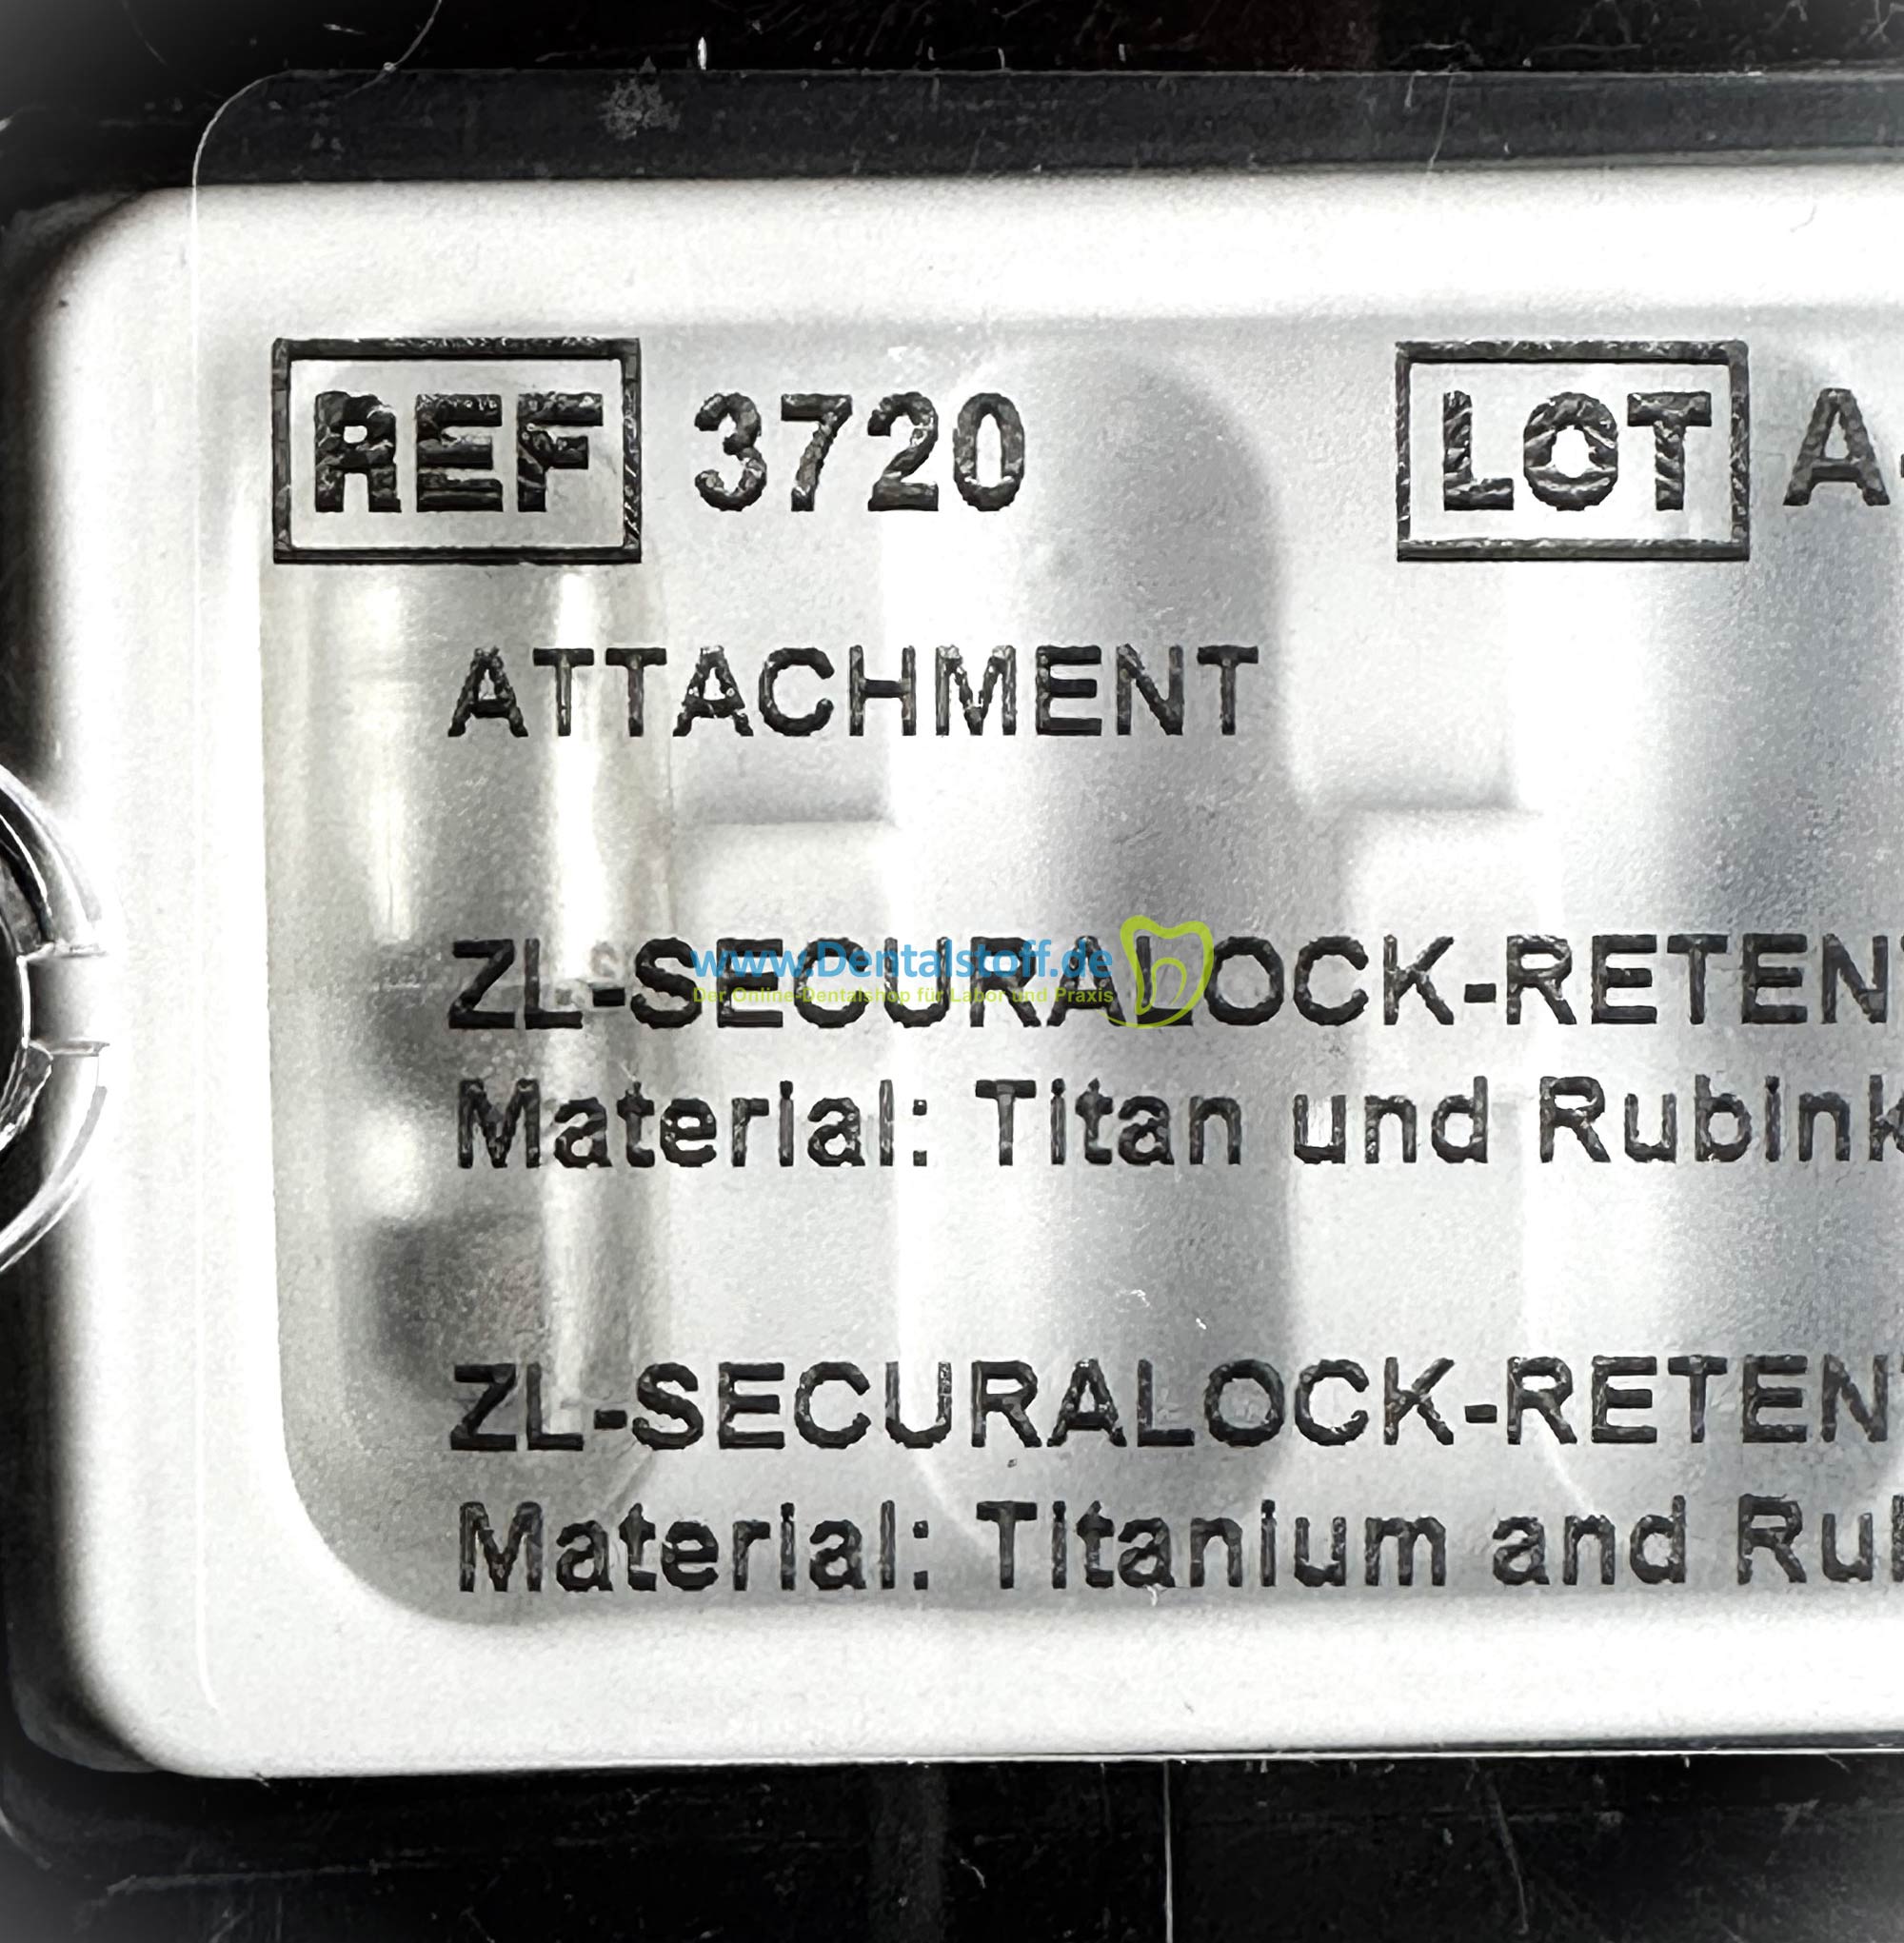 REF 3720 LOT A
ATTACHMENT
www.Dentalstoff.de
Der Online-Dentalshop für Labor und Praxis
ZL-SECURALOCK-RETEN
Material: Titan und Rubink
ZL-SECURALOCK-RETEN
Material: Titanium and Ru